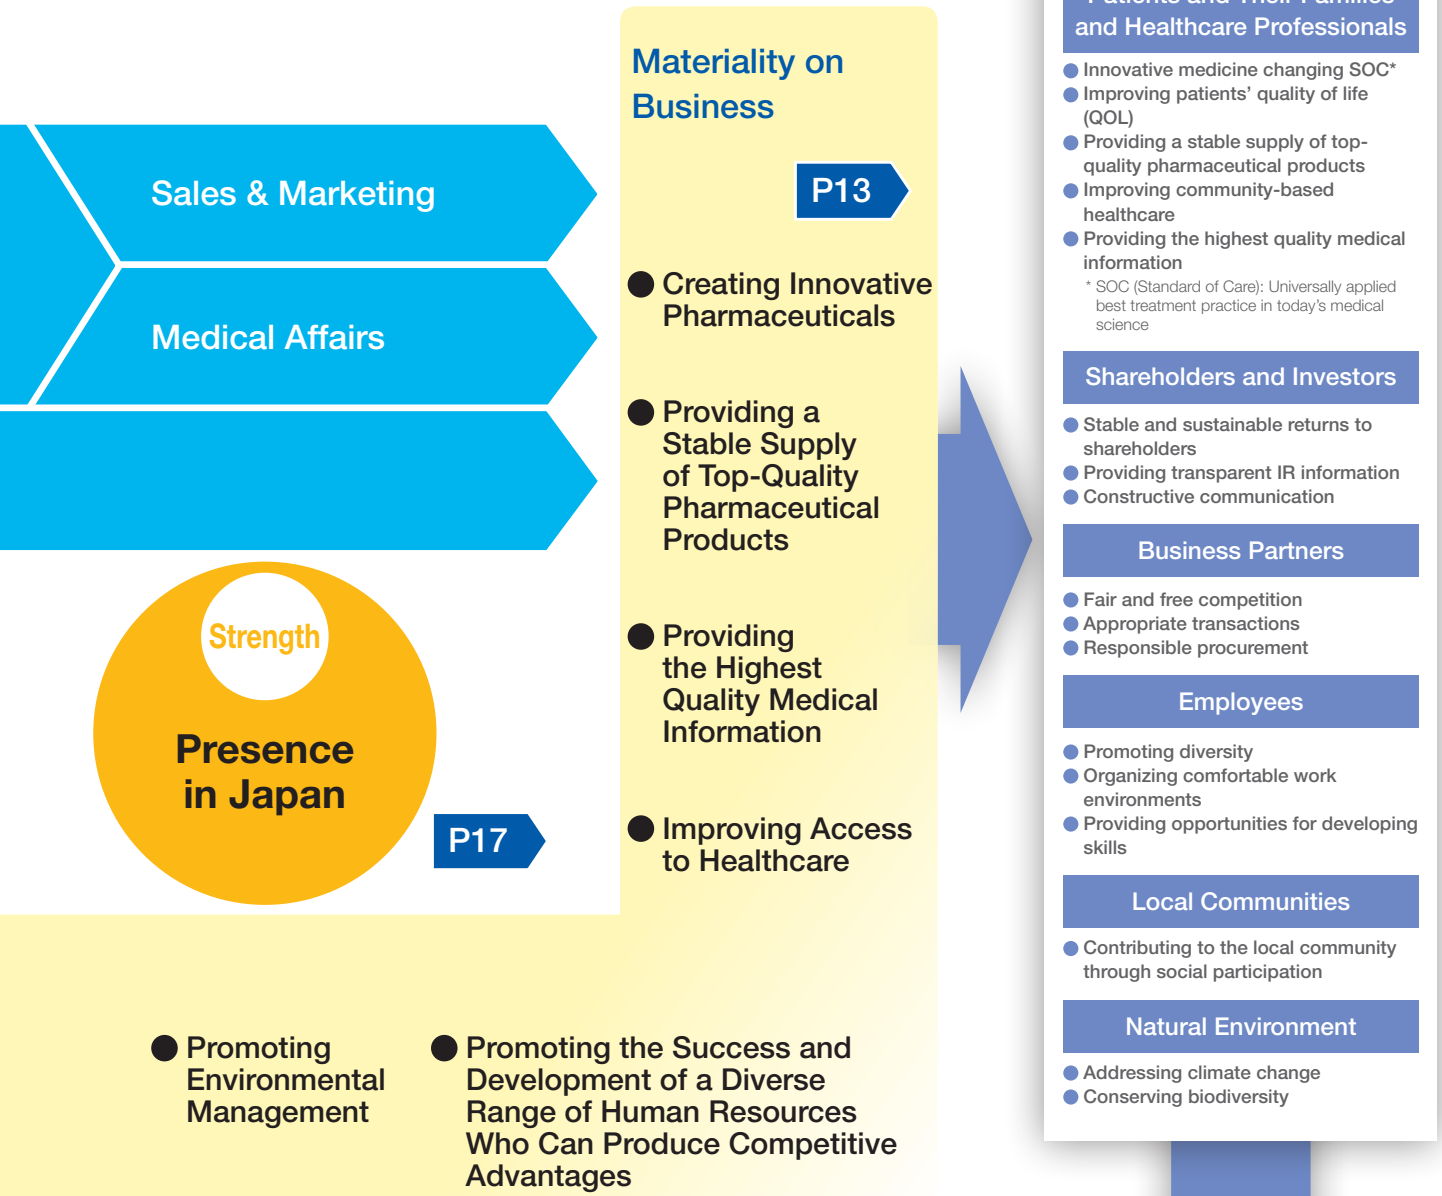 Sales & Marketing
Medical Affairs
Strength
Presence
in Japan
P17
Materiality on
Business
P13
● Creating Innovative
Pharmaceuticals
● Providing a
Stable Supply
of Top-Quality
Pharmaceutical
Products
● Providing
the Highest
Quality Medical
Information
● Improving Access
to Healthcare
● Promoting
Environmental
Management
● Promoting the Success and
Development of a Diverse
Range of Human Resources
Who Can Produce Competitive
Advantages
Patients and Their Families
and Healthcare Professionals
● Innovative medicine changing SOC*
● Improving patients’ quality of life
(QOL)
● Providing a stable supply of top-
quality pharmaceutical products
● Improving community-based
healthcare
● Providing the highest quality medical
information
* SOC (Standard of Care): Universally applied
best treatment practice in today’s medical
science
Shareholders and Investors
● Stable and sustainable returns to
shareholders
● Providing transparent IR information
● Constructive communication
Business Partners
● Fair and free competition
● Appropriate transactions
● Responsible procurement
Employees
● Promoting diversity
● Organizing comfortable work
environments
● Providing opportunities for developing
skills
Local Communities
● Contributing to the local community
through social participation
Natural Environment
● Addressing climate change
● Conserving biodiversity